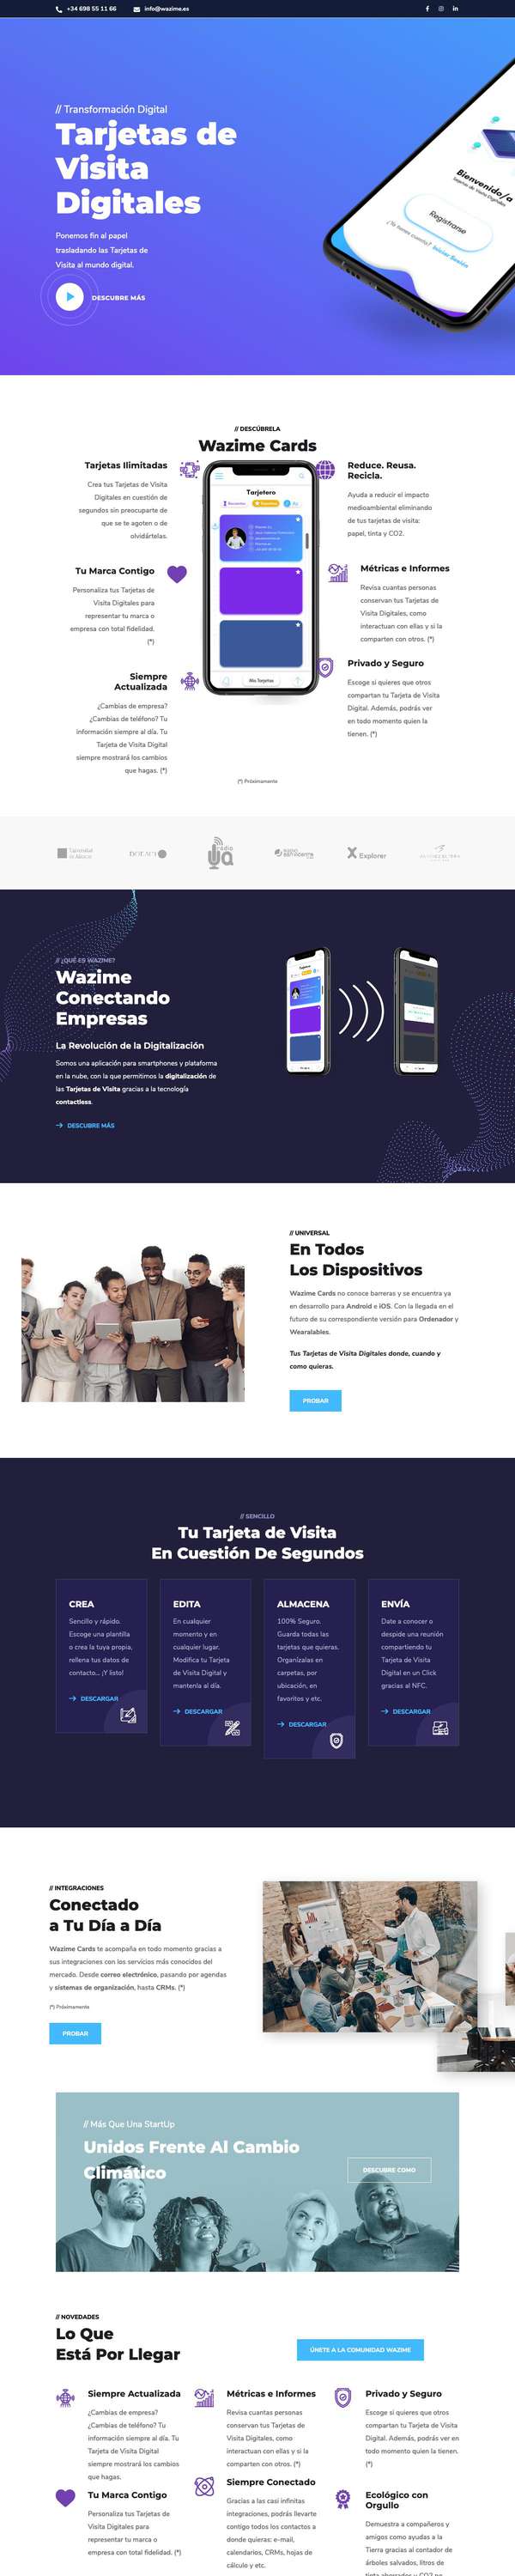 +34 698 55 11 66
info@wazime.es
// Transformación Digital
Tarjetas de
Visita
Digitales
Ponemos fin al papel
trasladando las Tarjetas de
Visita al mundo digital.
DESCUBRE MÁS
Bienvenido/a
Tarjetas de Visita Digitales
Registrarse
¿Ya tienes cuenta? Iniciar Sesión
// DESCÚBRELA
Wazime Cards
Tarjetas Ilimitadas
Crea tus Tarjetas de Visita
Digitales en cuestión de
segundos sin preocuparte de
que se te agoten o de
olvidártelas.
Tu Marca Contigo
Personaliza tus Tarjetas de
Visita Digitales para
representar tu marca o
empresa con total fidelidad.
(*)
Siempre
Actualizada
¿Cambias de empresa?
¿Cambias de teléfono? Tu
información siempre al día. Tu
Tarjeta de Visita Digital
siempre mostrará los cambios
que hagas. (*)
Tarjetero
Mis Tarjetas
Reduce. Reusa.
Recicla.
Ayuda a reducir el impacto
medioambiental eliminando
de tus tarjetas de visita:
papel, tinta y CO2.
Métricas e Informes
Revisa cuantas personas
conservan tus Tarjetas de
Visita Digitales, como
interactuan con ellas y si la
comparten con otros. (*)
Privado y Seguro
Escoge si quieres que otros
compartan tu Tarjeta de Visita
Digital. Además, podrás ver
en todo momento quien la
tienen. (*)
(*) Próximamente
radio
ua
Explorer
// ¿QUÉ ES WAZIME?
Wazime
Conectando
Empresas
La Revolución de la Digitalización
Somos una aplicación para smartphones y plataforma
en la nube, con la que permitimos la digitalización de
las Tarjetas de Visita gracias a la tecnología
contactless.
DESCUBRE MÁS
// UNIVERSAL
En Todos
Los Dispositivos
Wazime Cards no conoce barreras y se encuentra ya
en desarrollo para Android e iOS. Con la llegada en el
futuro de su correspondiente versión para Ordenador y
Wearalables.
Tus Tarjetas de Visita Digitales donde, cuando y
como quieras.
PROBAR
// SENCILLO
Tu Tarjeta de Visita
En Cuestión De Segundos
CREA
Sencillo y rápido.
Escoge una plantilla
o crea la tuya propia,
rellena tus datos de
contacto... ¡Y listo!
DESCARGAR
EDITA
En cualquier
momento y en
cualquier lugar.
Modifica tu Tarjeta
de Visita Digital y
mantenla al día.
DESCARGAR
ALMACENA
100% Seguro.
Guarda todas las
tarjetas que quieras.
Organízalas en
carpetas, por
ubicación, en
favoritos y etc.
DESCARGAR
ENVÍA
Date a conocer o
despide una reunión
compartiendo tu
Tarjeta de Visita
Digital en un Click
gracias al NFC.
DESCARGAR
// INTEGRACIONES
Conectado
a Tu Día a Día
Wazime Cards te acompaña en todo momento gracias a
sus integraciones con los servicios más conocidos del
mercado. Desde correo electrónico, pasando por agendas
y sistemas de organización, hasta CRMs. (*)
(*) Próximamente
PROBAR
// Más Que Una StartUp
Unidos Frente Al Cambio
Climático
DESCUBRE COMO
// NOVEDADES
Lo Que
Está Por Llegar
ÚNETE A LA COMUNIDAD WAZIME
Siempre Actualizada
¿Cambias de empresa?
¿Cambias de teléfono? Tu
información siempre al día. Tu
Tarjeta de Visita Digital
siempre mostrará los cambios
que hagas.
Métricas e Informes
Revisa cuantas personas
conservan tus Tarjetas de
Visita Digitales, como
interactuan con ellas y si la
comparten con otros. (*)
Privado y Seguro
Escoge si quieres que otros
compartan tu Tarjeta de Visita
Digital. Además, podrás ver en
todo momento quien la tienen.
(*)
Tu Marca Contigo
Personaliza tus Tarjetas de
Visita Digitales para
representar tu marca o
empresa con total fidelidad. (*)
Siempre Conectado
Gracias a las casi infinitas
integraciones, podrás llevarte
contigo todos los contactos a
donde quieras: e-mail,
calendarios, CRMs, hojas de
cálculo y etc.
Ecológico con
Orgullo
Demuestra a compañeros y
amigos como ayudas a la
Tierra gracias al contador de
árboles salvados, litros de
tinta ahorrados y CO2 no